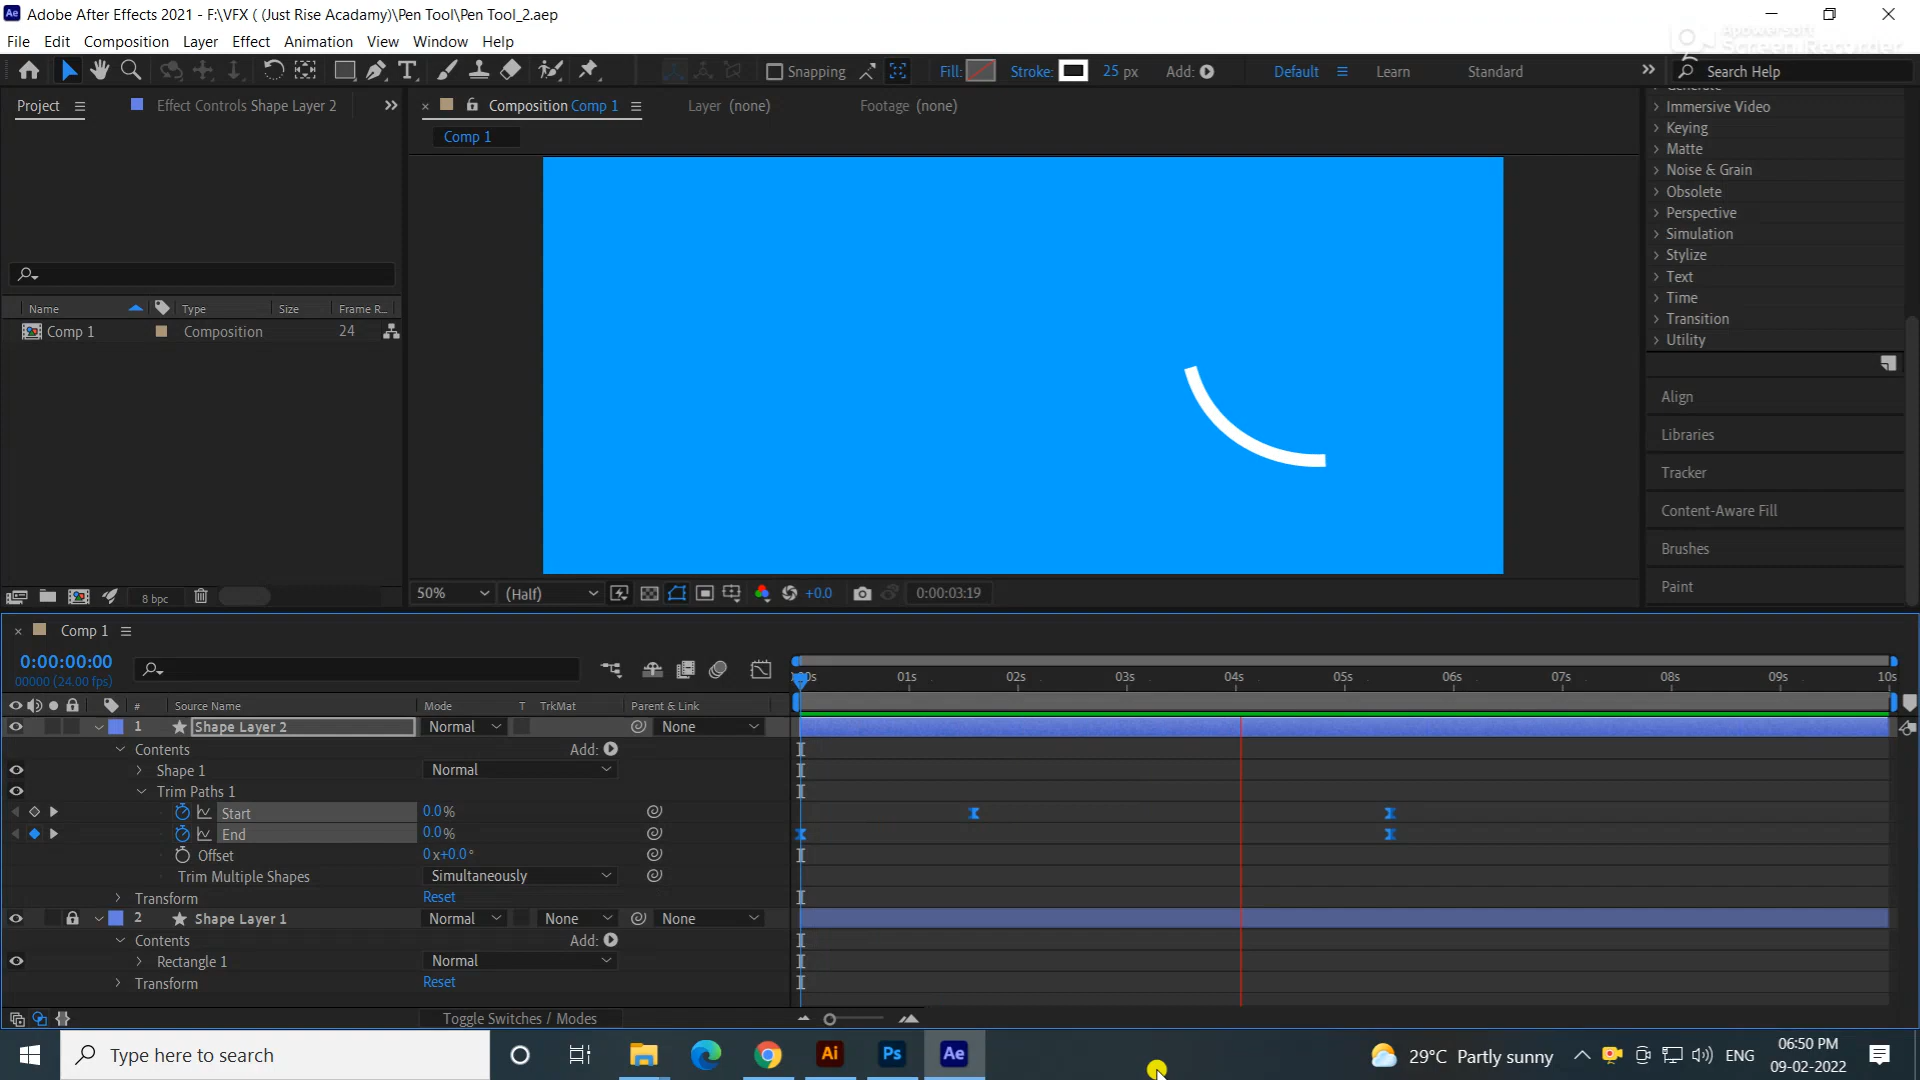 Adobe After Effects 2021 - F:\VFX ( (Just Rise Acadamy)\Pen Tool\Pen Tool_2.aep
Apowersoft
Screen Recorder
File Edit Composition Layer Effect Animation View Window Help
Snapping Fill: Stroke: 25 px Add: Default Learn Standard Search Help
Project Effect Controls Shape Layer 2
Composition Comp 1 Layer (none) Footage (none)
Comp 1
Generate
Immersive Video
Keying
Matte
Noise & Grain
Obsolete
Perspective
Simulation
Stylize
Text
Time
Transition
Utility
Align
Libraries
Tracker
Content-Aware Fill
Brushes
Paint
Name Type Size Frame R...
Comp 1 Composition 24
8 bpc
50% (Half) +0.0 0:00:03:19
Comp 1
0:00:00:00
00000 (24.00 fps)
01s 02s 03s 04s 05s 06s 07s 08s 09s 10s
# Source Name Mode T TrkMat Parent & Link
1 Shape Layer 2 Normal None
Contents Add:
Shape 1 Normal
Trim Paths 1
Start 0.0%
End 0.0%
Offset 0x+0.0°
Trim Multiple Shapes Simultaneously
Transform Reset
2 Shape Layer 1 Normal None None
Contents Add:
Rectangle 1 Normal
Transform Reset
Toggle Switches / Modes
Type here to search
Ai Ps Ae
29°C Partly sunny ENG 06:50 PM
09-02-2022